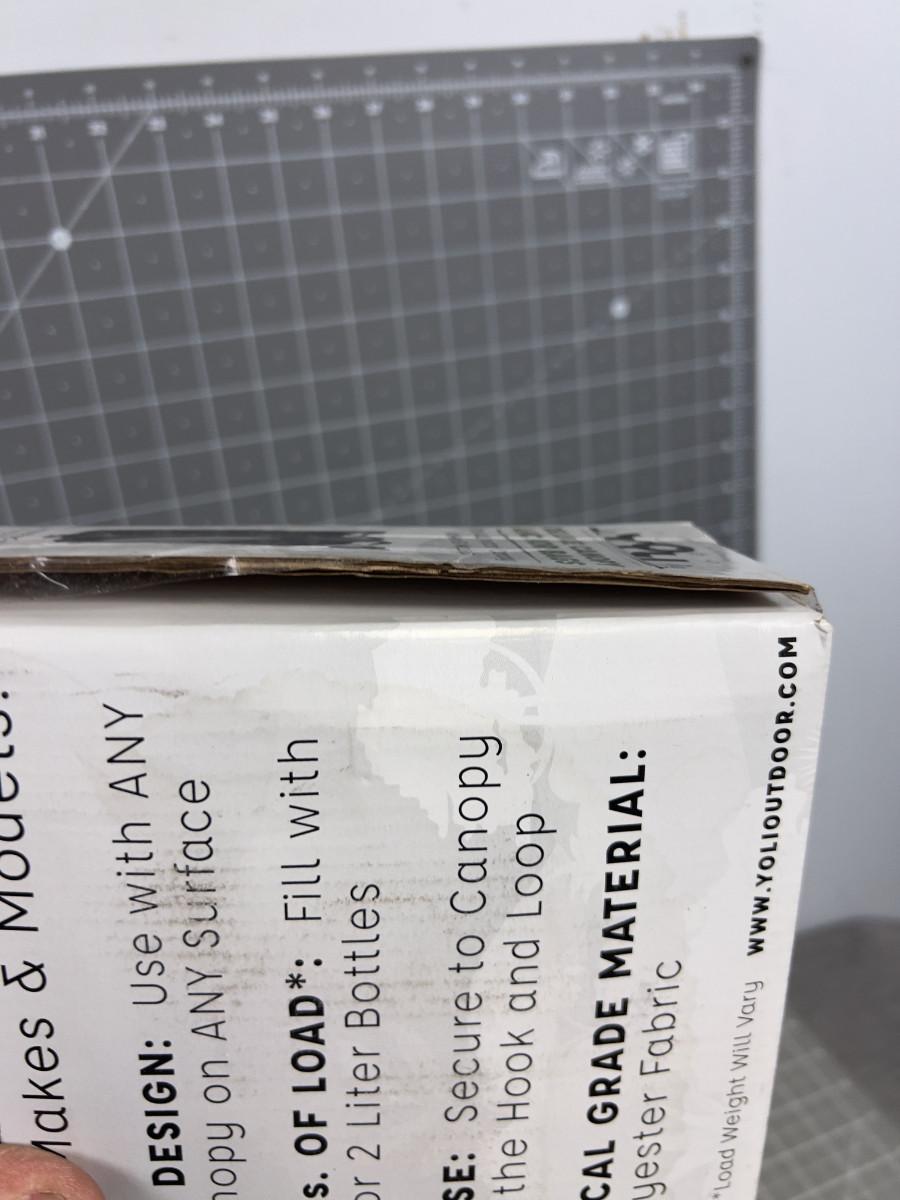 Makes & Models.
DESIGN: Use with ANY
nopy on ANY Surface
s. OF LOAD*: Fill with
or 2 Liter Bottles
SE: Secure to Canopy
the Hook and Loop
CAL GRADE MATERIAL:
yester Fabric
*Load Weight Will Vary WWW.YOLIOUTDOOR.COM